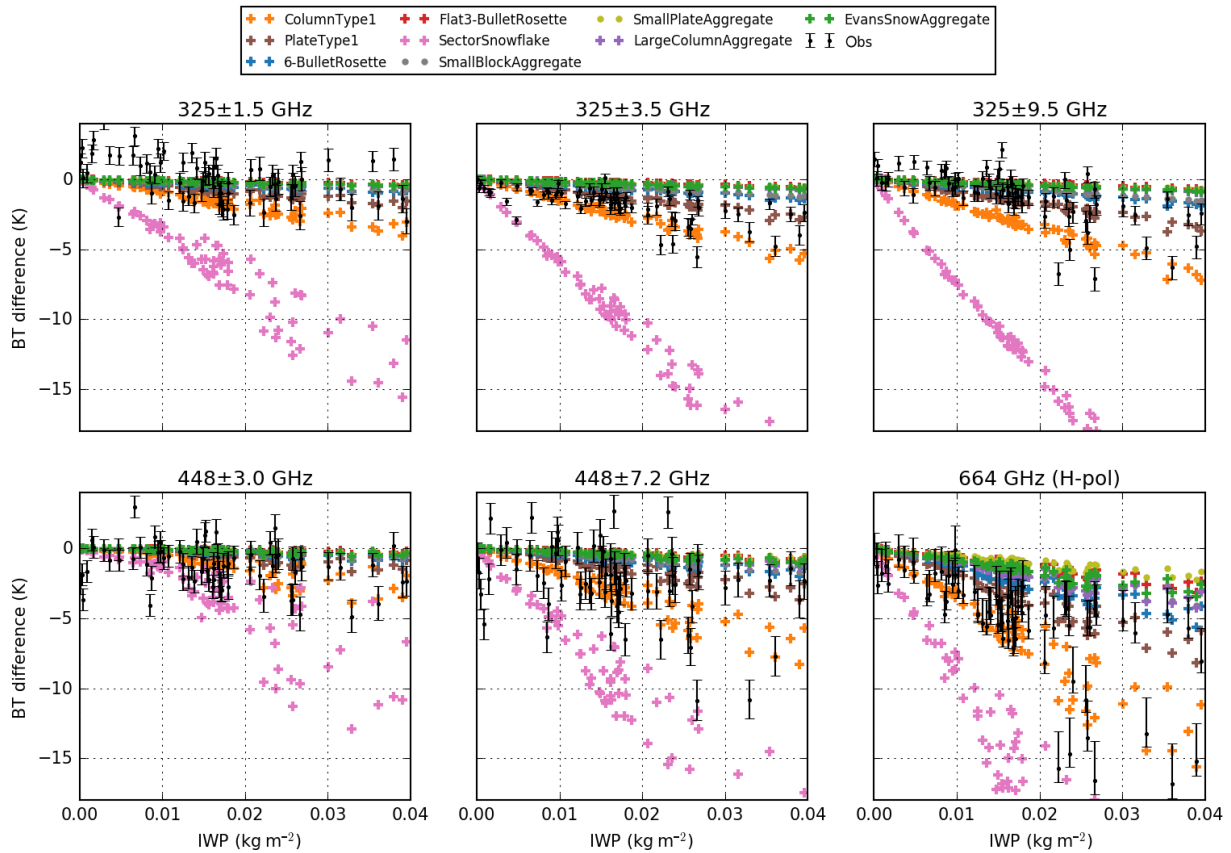 ColumnType1 Flat3-BulletRosette SmallPlateAggregate EvansSnowAggregate
PlateType1 SectorSnowflake LargeColumnAggregate Obs
6-BulletRosette SmallBlockAggregate
325±1.5 GHz 325±3.5 GHz 325±9.5 GHz
BT difference (K)
0
−5
−10
−15
448±3.0 GHz 448±7.2 GHz 664 GHz (H-pol)
BT difference (K)
0
−5
−10
−15
0.00 0.01 0.02 0.03 0.04 0.01 0.02 0.03 0.04 0.01 0.02 0.03 0.04
IWP (kg m⁻²) IWP (kg m⁻²) IWP (kg m⁻²)